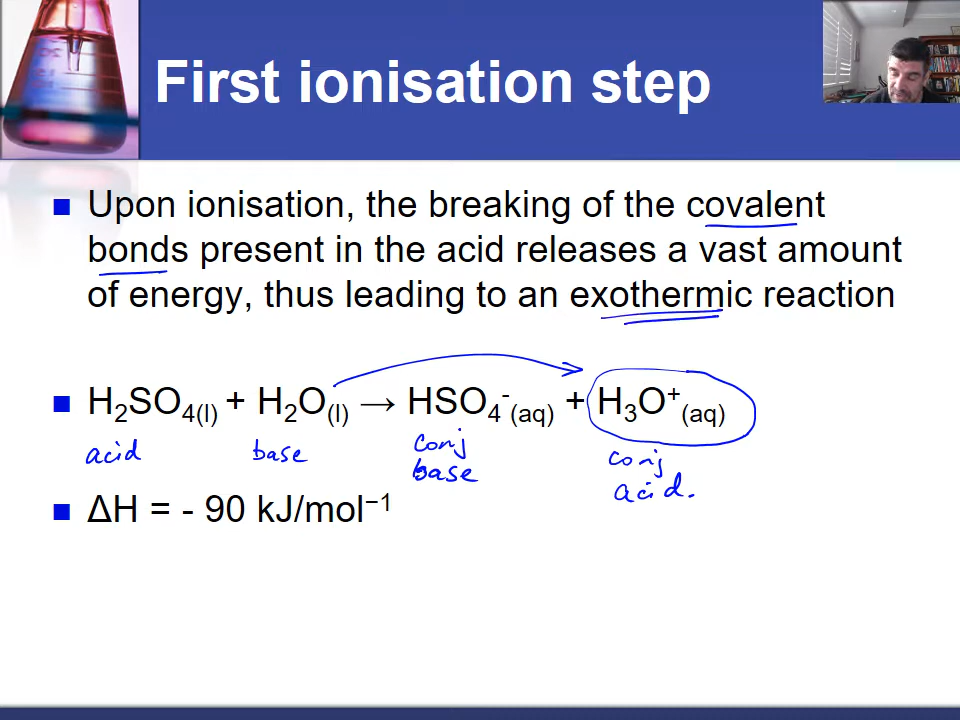 First ionisation step
Upon ionisation, the breaking of the covalent
bonds present in the acid releases a vast amount
of energy, thus leading to an exothermic reaction
H₂SO₄(l) + H₂O(l) → HSO₄⁻(aq) + H₃O⁺(aq)
acid base conj base conj acid.
ΔH = - 90 kJ/mol⁻¹